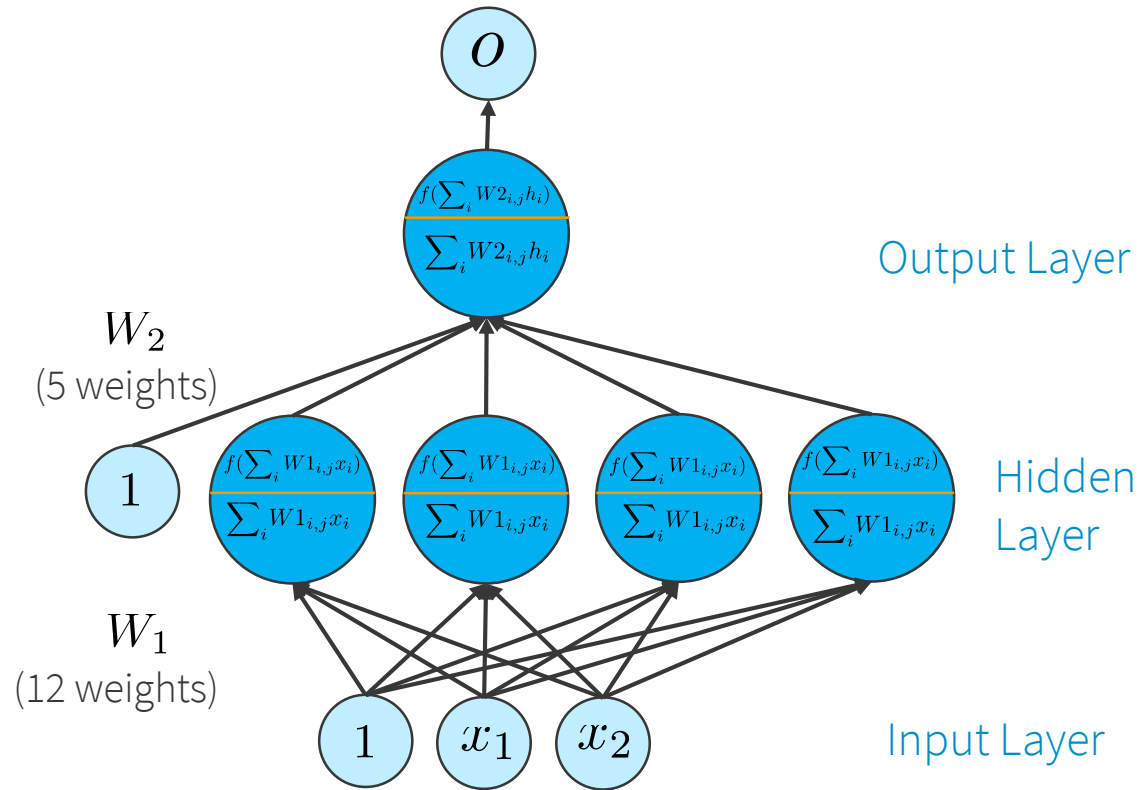 o
f(∑_i W2_{i,j}h_i)
∑_i W2_{i,j}h_i
Output Layer
W_2
(5 weights)
1
f(∑_i W1_{i,j}x_i)
∑_i W1_{i,j}x_i
f(∑_i W1_{i,j}x_i)
∑_i W1_{i,j}x_i
f(∑_i W1_{i,j}x_i)
∑_i W1_{i,j}x_i
f(∑_i W1_{i,j}x_i)
∑_i W1_{i,j}x_i
Hidden
Layer
W_1
(12 weights)
1
x_1
x_2
Input Layer